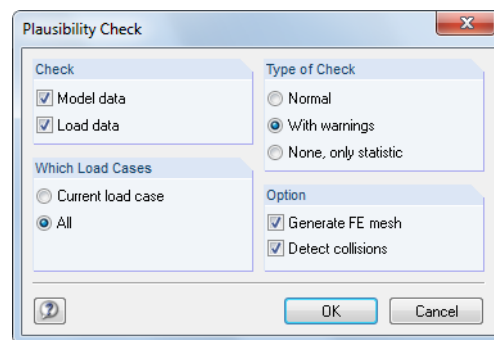 Plausibility Check
Check
Model data
Load data
Which Load Cases
Current load case
All
Type of Check
Normal
With warnings
None, only statistic
Option
Generate FE mesh
Detect collisions
OK
Cancel